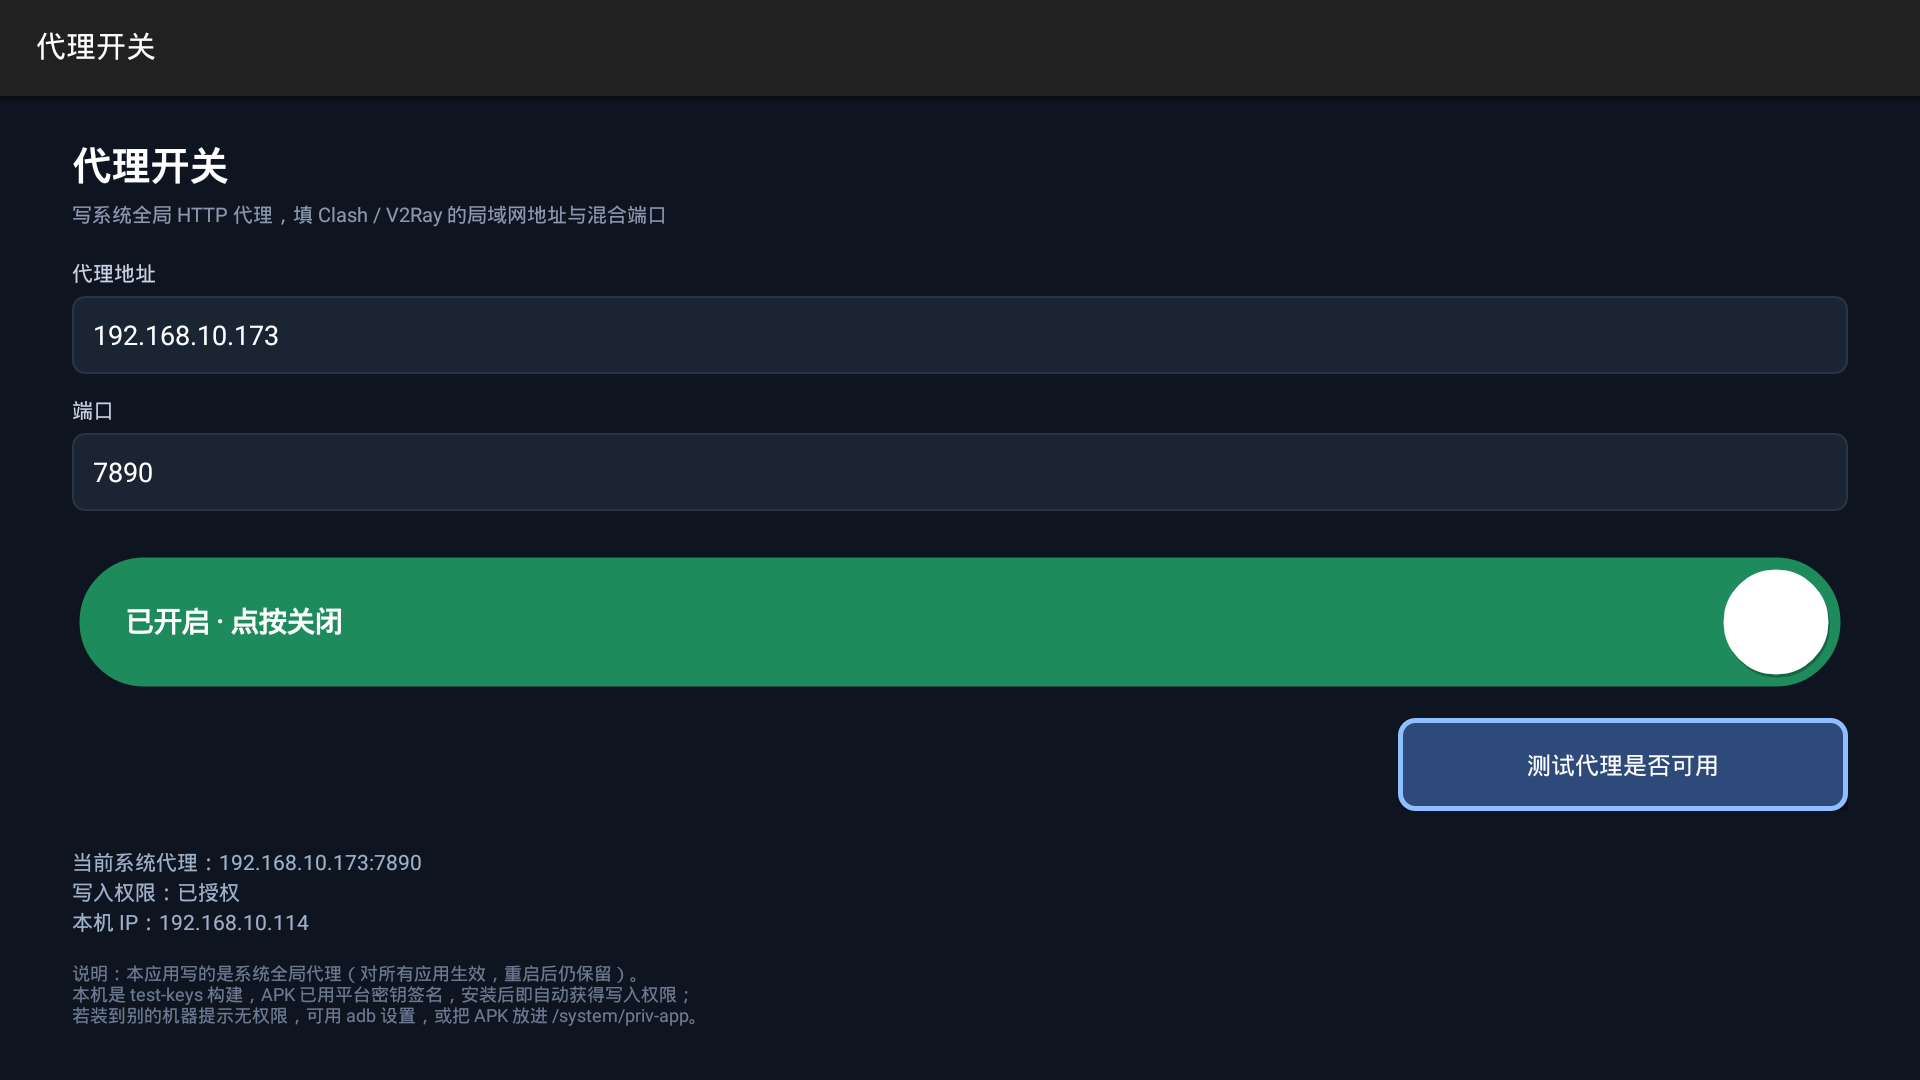 代理开关
代理开关
写系统全局 HTTP 代理，填 Clash / V2Ray 的局域网地址与混合端口
代理地址
192.168.10.173
端口
7890
已开启 · 点按关闭
测试代理是否可用
当前系统代理：192.168.10.173:7890
写入权限：已授权
本机 IP：192.168.10.114
说明：本应用写的是系统全局代理（对所有应用生效，重启后仍保留）。
本机是 test-keys 构建，APK 已用平台密钥签名，安装后即自动获得写入权限；
若装到别的机器提示无权限，可用 adb 设置，或把 APK 放进 /system/priv-app。